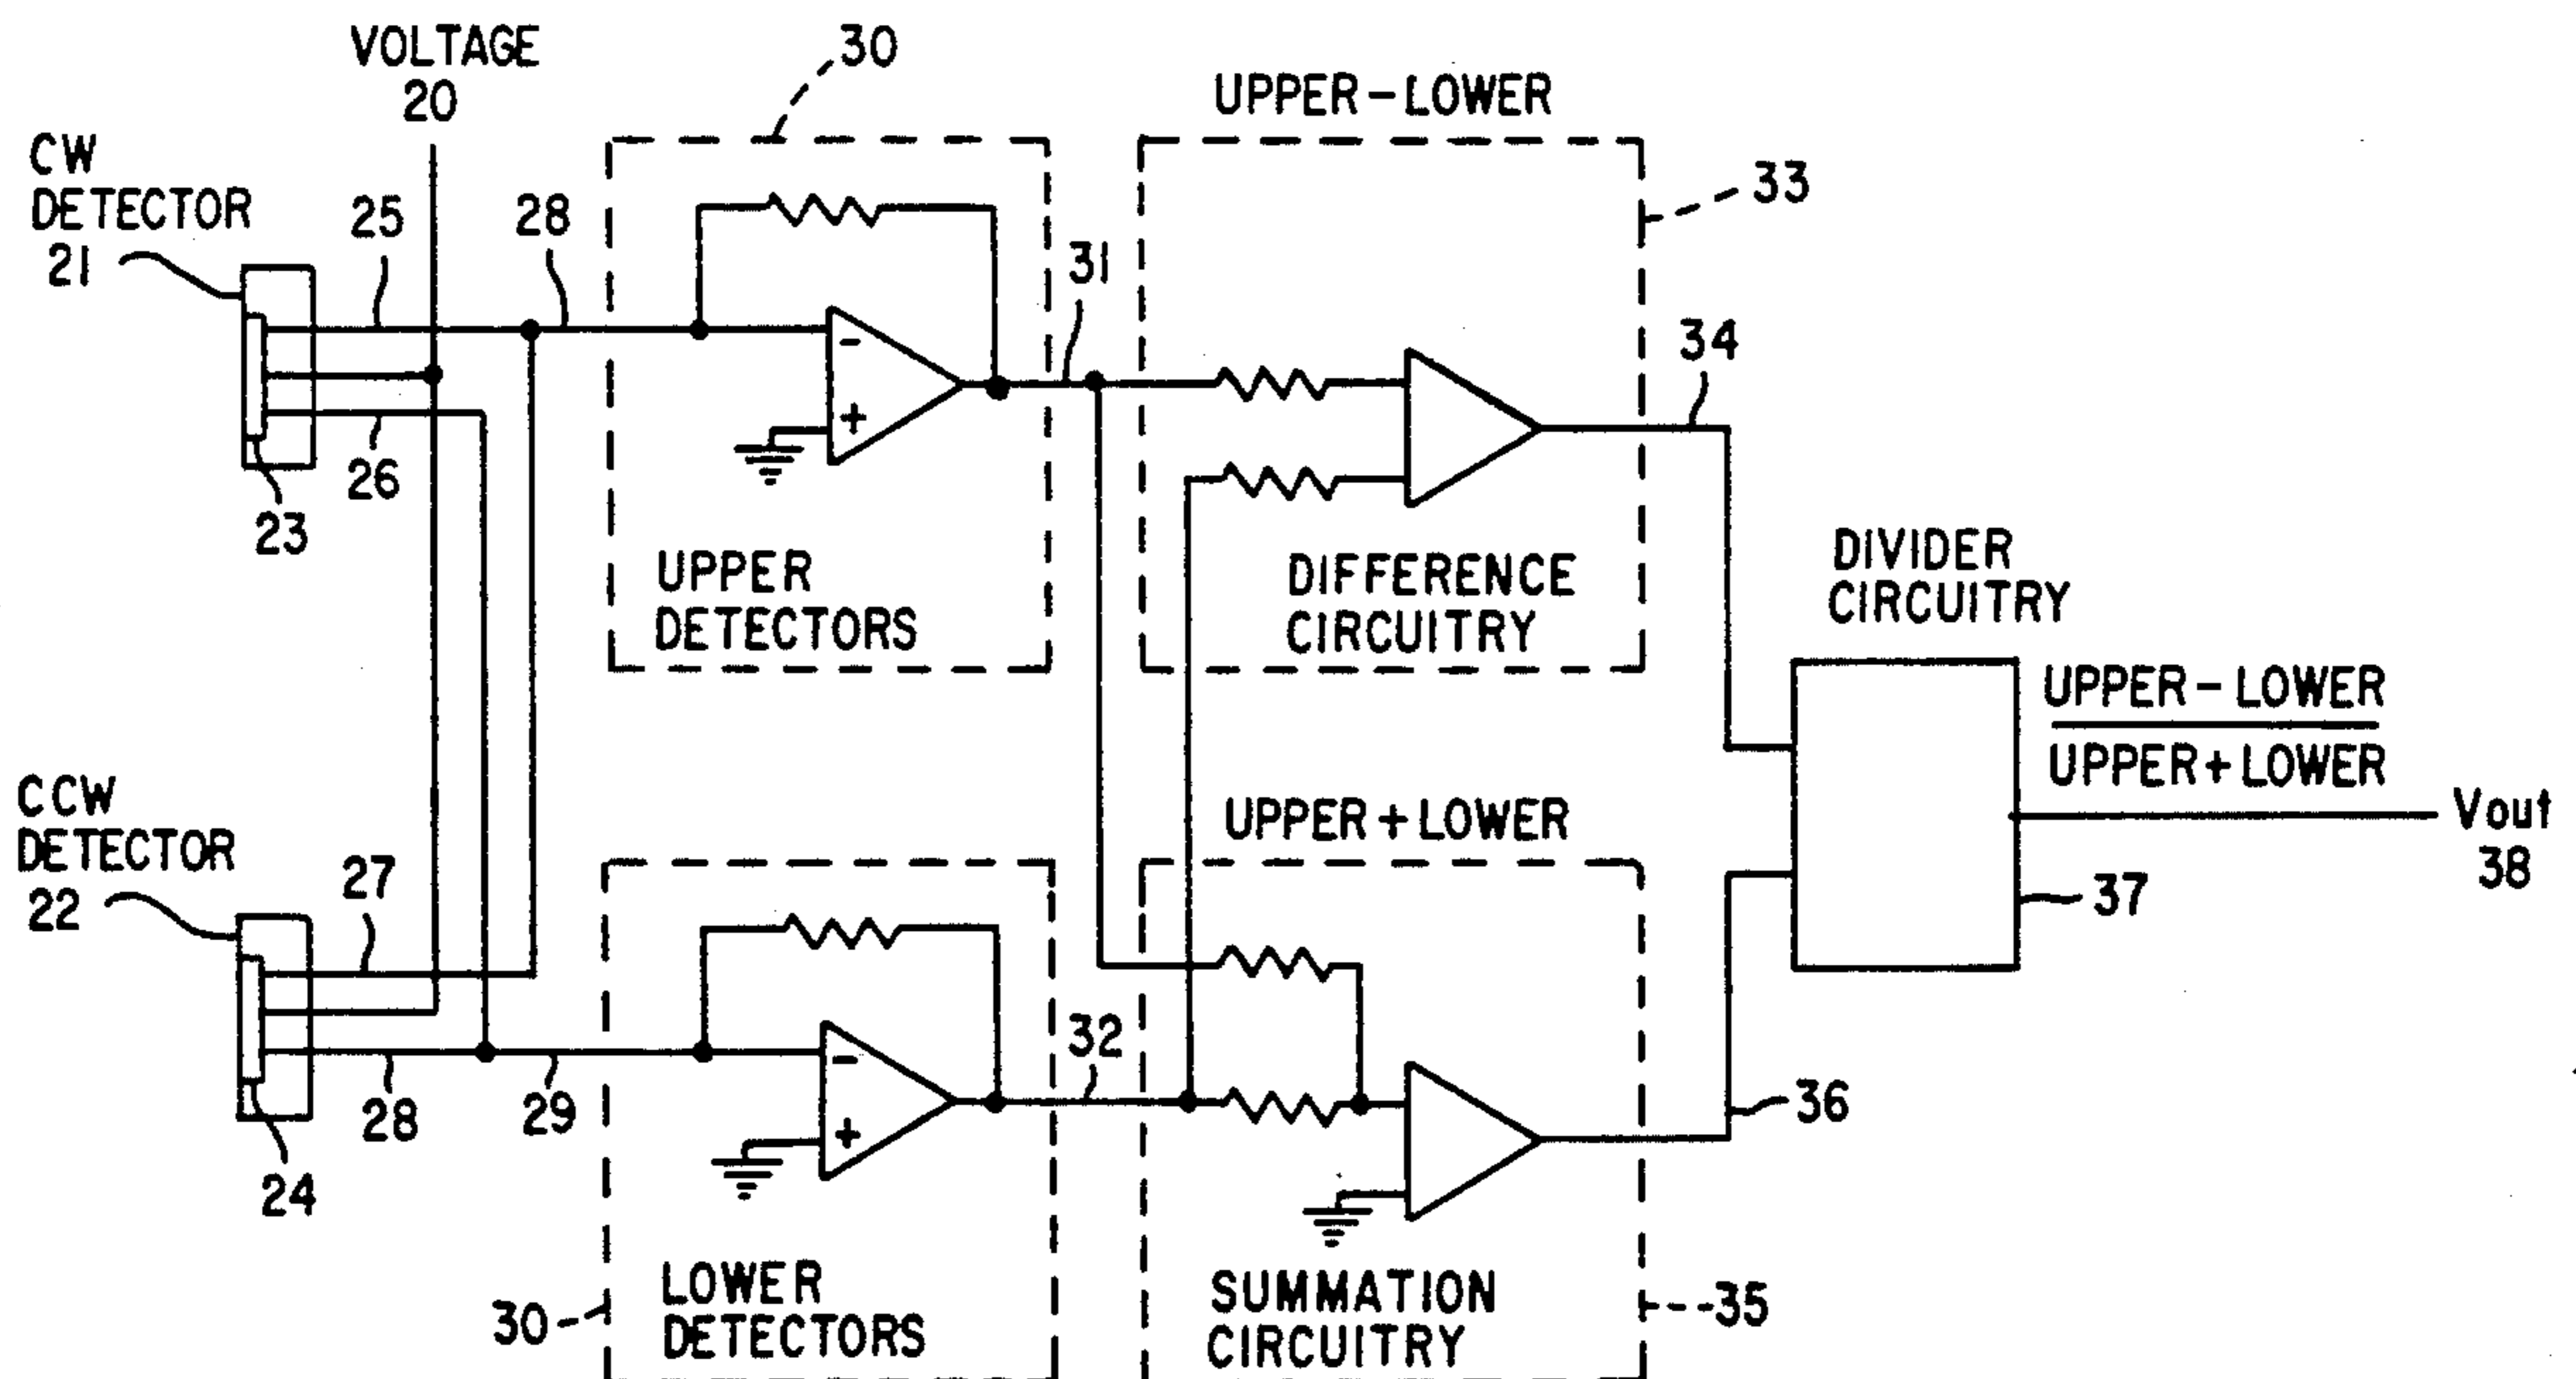 VOLTAGE
20
30
UPPER-LOWER
CW
DETECTOR
21
25
28
33
31
34
- 
+
26
23
UPPER
DETECTORS
DIFFERENCE
CIRCUITRY
DIVIDER
CIRCUITRY
UPPER-LOWER
UPPER+LOWER
Vout
38
37
CCW
DETECTOR
22
27
UPPER+LOWER
32
-
+
28
29
24
36
30
LOWER
DETECTORS
SUMMATION
CIRCUITRY
35